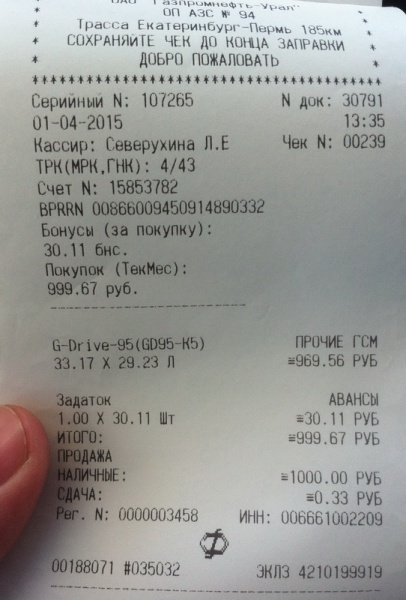 ОАО "Газпромнефть-Урал"
* ОП АЗС № 94 *
* Трасса Екатеринбург-Пермь 185км *
* СОХРАНЯЙТЕ ЧЕК ДО КОНЦА ЗАПРАВКИ *
* ДОБРО ПОЖАЛОВАТЬ *
****************************************
Серийный N: 107265 N док: 30791
01-04-2015 13:35
Кассир: Северухина Л.Е Чек N: 00239
ТРК(МРК,ГНК): 4/43
Счет N: 15853782
BPRRN 00866009450914890332
Бонусы (за покупку):
30.11 бнс.
Покупок (ТекМес):
999.67 руб.
G-Drive-95(GD95-К5) ПРОЧИЕ ГСМ
33.17 X 29.23 Л =969.56 РУБ
Задаток АВАНСЫ
1.00 X 30.11 Шт =30.11 РУБ
ИТОГО: =999.67 РУБ
ПРОДАЖА
НАЛИЧНЫЕ: =1000.00 РУБ
СДАЧА: =0.33 РУБ
Рег. N: 0000003458 ИНН: 006661002209
00188071 #035032 ЭКЛЗ 4210199919